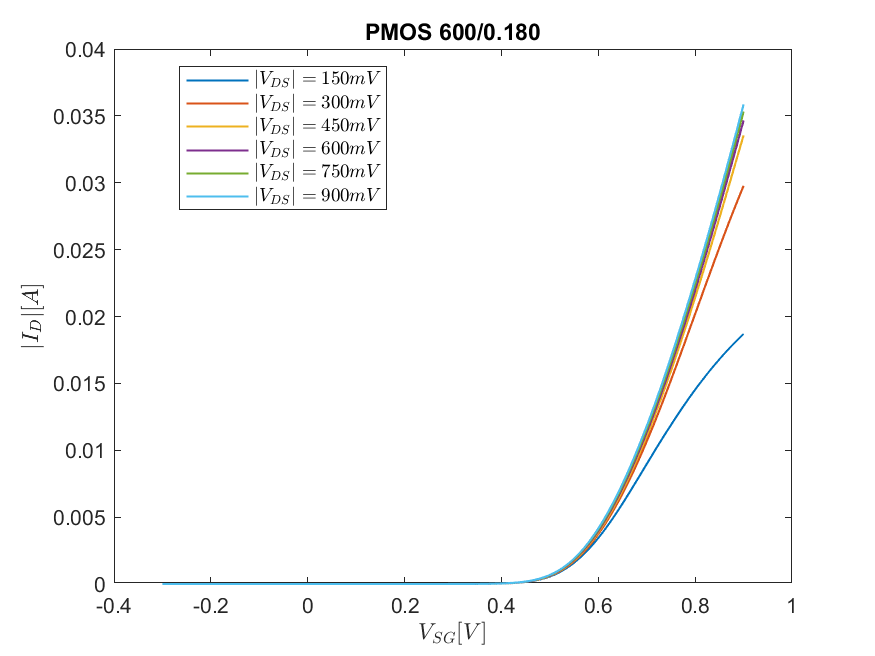 PMOS 600/0.180
|V_DS| = 150mV
|V_DS| = 300mV
|V_DS| = 450mV
|V_DS| = 600mV
|V_DS| = 750mV
|V_DS| = 900mV
0.04
0.035
0.03
0.025
0.02
0.015
0.01
0.005
0
|I_D|[A]
-0.4 -0.2 0 0.2 0.4 0.6 0.8 1
V_SG[V]